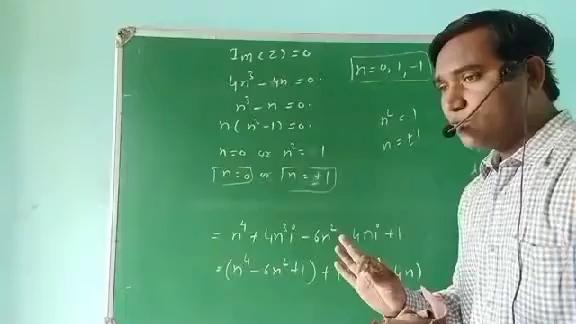 Im(Z)=0
4n³ - 4n = 0.
n³ - n = 0.
n(n²-1)=0.
n=0 or n² = 1
n=0 or n = ±1
n=0, 1, -1
n² = 1
n = ±1
= n⁴ + 4n³i - 6n² - 4ni + 1
= (n⁴ - 6n² + 1) + 4n)